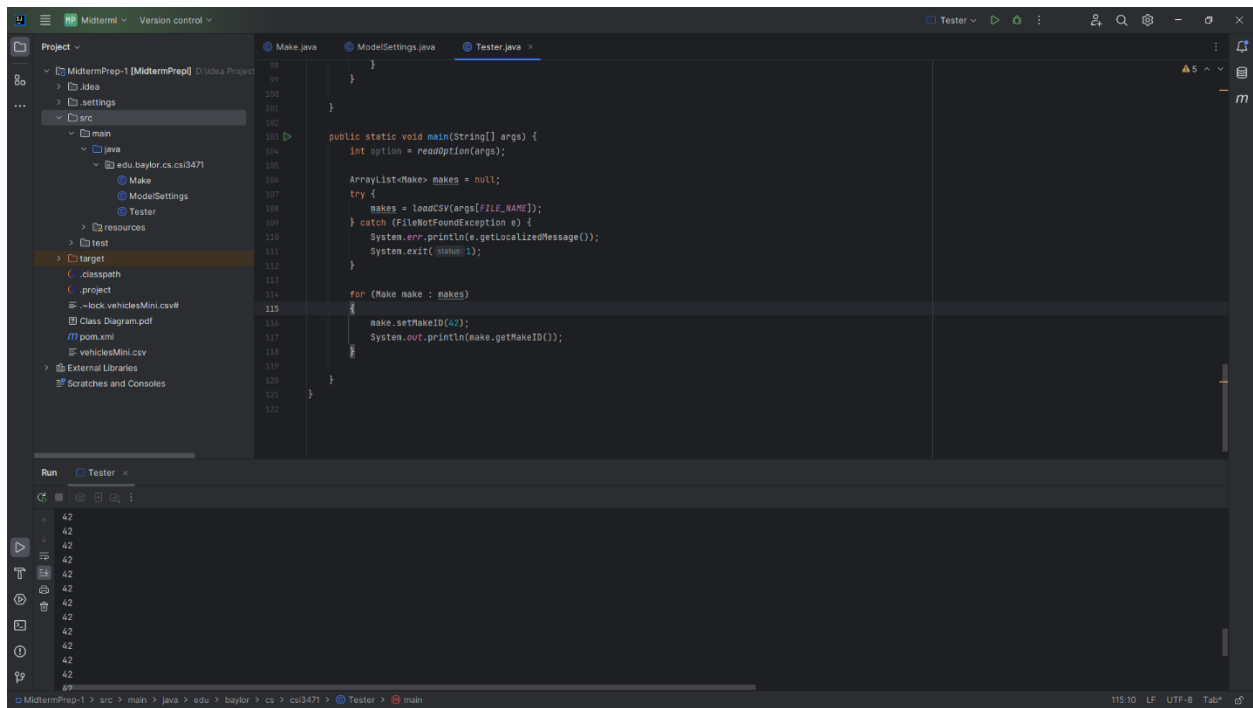 MP Midterml Version control
Tester
Project
Make.java ModelSettings.java Tester.java
MidtermPrep-1 [MidtermPrepI] D:\Idea Project
.idea
.settings
src
main
java
edu.baylor.cs.csi3471
Make
ModelSettings
Tester
resources
test
target
.classpath
.project
.~lock.vehiclesMini.csv#
Class Diagram.pdf
pom.xml
vehiclesMini.csv
External Libraries
Scratches and Consoles
98 }
99 }
100
101 }
102
103 public static void main(String[] args) {
104 int option = readOption(args);
105
106 ArrayList<Make> makes = null;
107 try {
108 makes = loadCSV(args[FILE_NAME]);
109 } catch (FileNotFoundException e) {
110 System.err.println(e.getLocalizedMessage());
111 System.exit( status: 1);
112 }
113
114 for (Make make : makes)
115 {
116 make.setMakeID(42);
117 System.out.println(make.getMakeID());
118 }
119
120 }
121 }
122
5
m
Run Tester
42
42
42
42
42
42
42
42
42
42
42
42
MidtermPrep-1 > src > main > java > edu > baylor > cs > csi3471 > Tester > main
115:10 LF UTF-8 Tab*